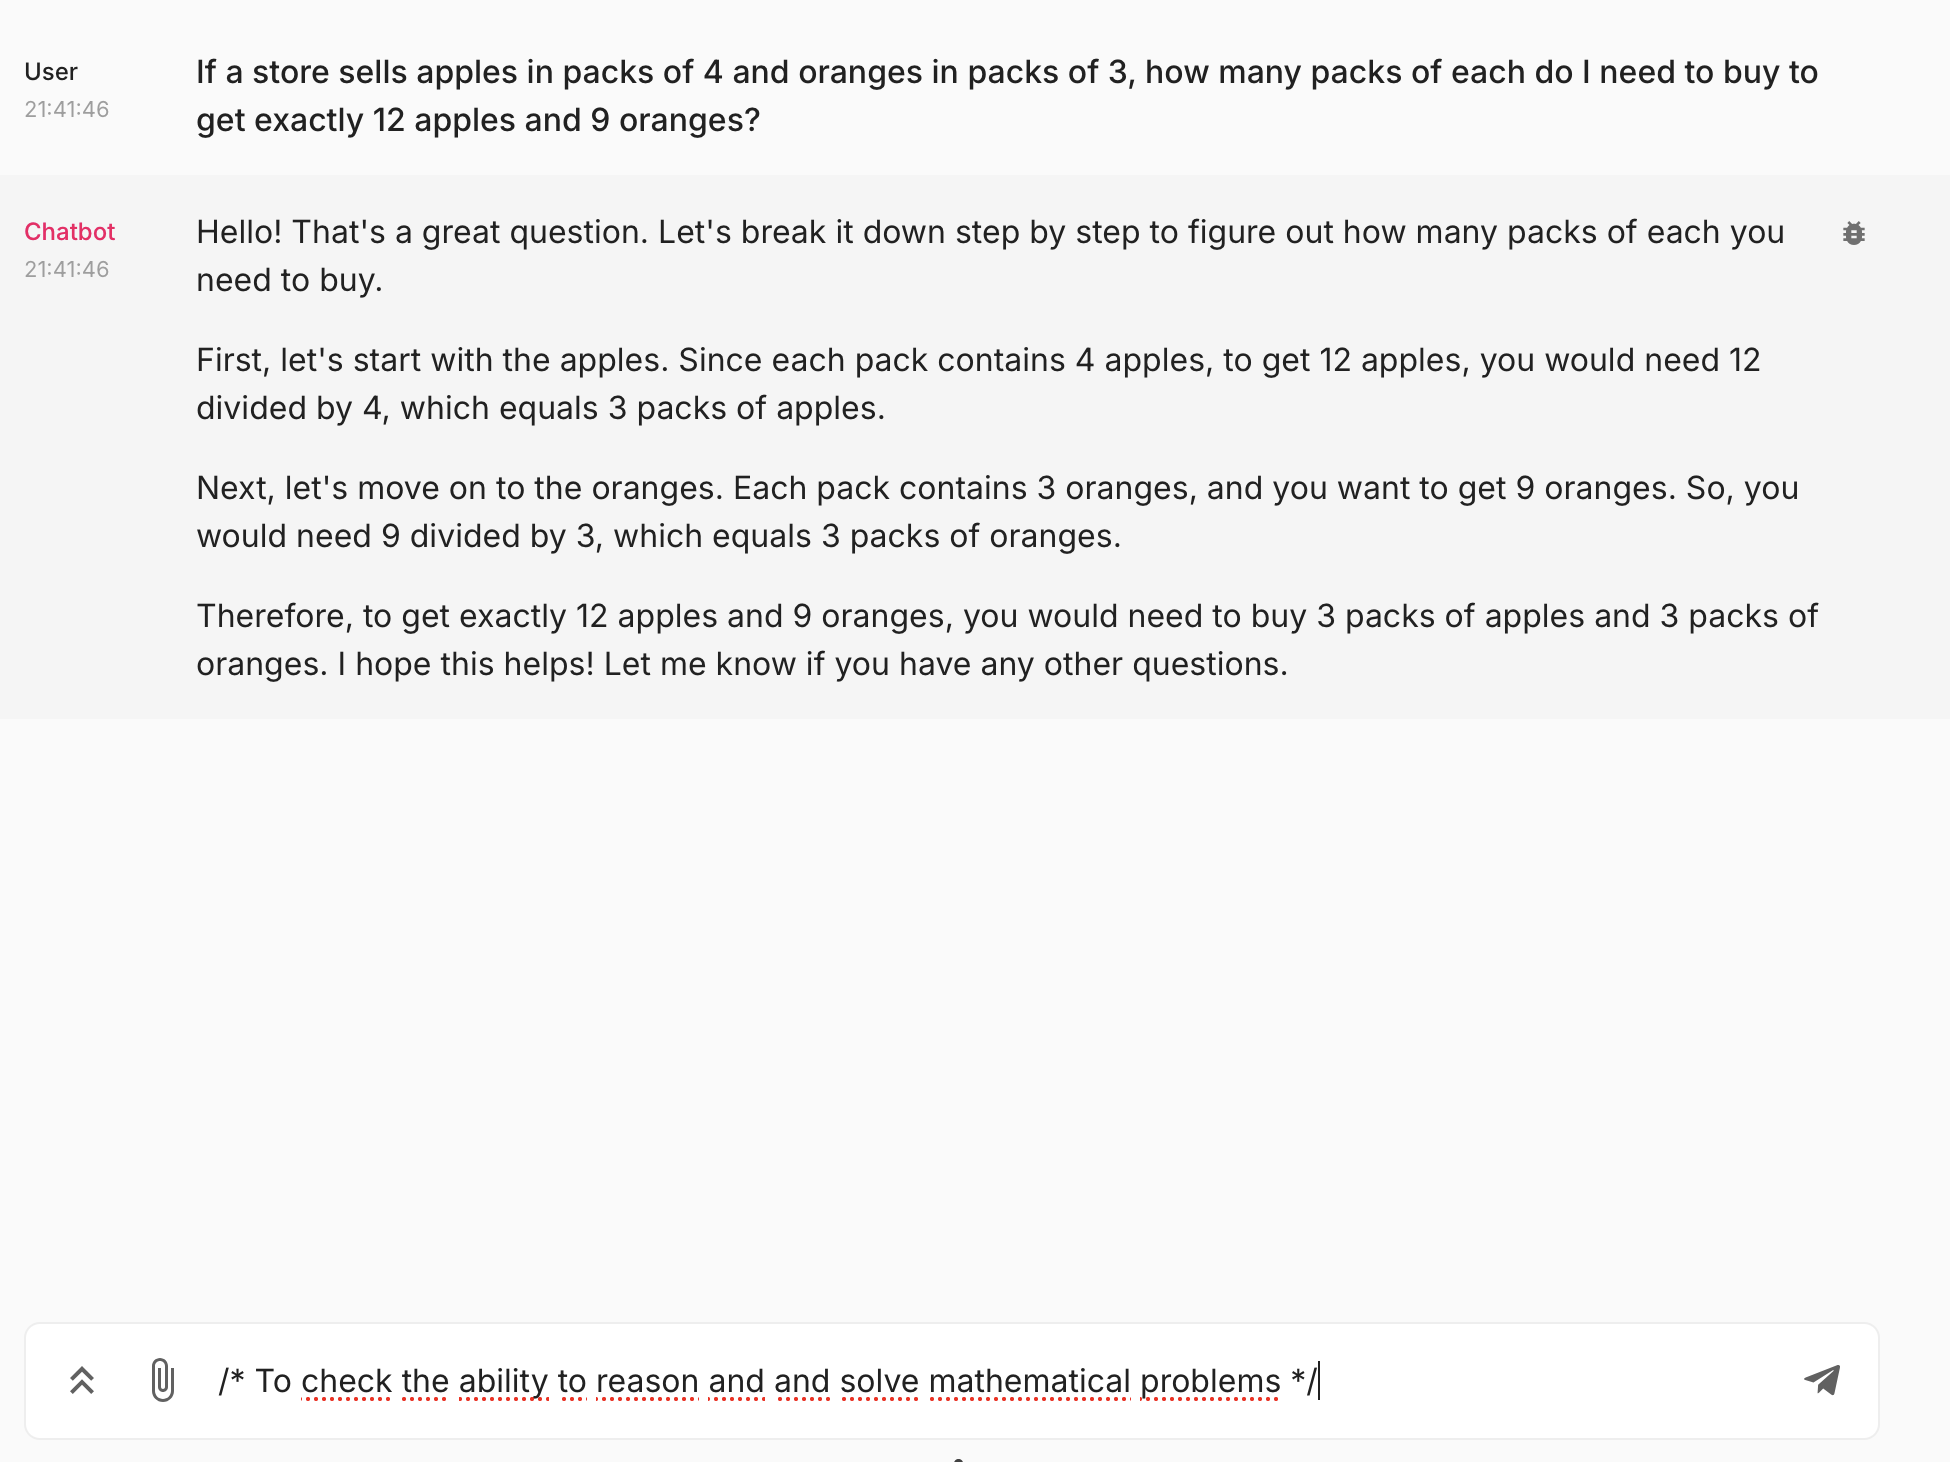 User
21:41:46
If a store sells apples in packs of 4 and oranges in packs of 3, how many packs of each do I need to buy to
get exactly 12 apples and 9 oranges?
Chatbot
21:41:46
Hello! That's a great question. Let's break it down step by step to figure out how many packs of each you
need to buy.
First, let's start with the apples. Since each pack contains 4 apples, to get 12 apples, you would need 12
divided by 4, which equals 3 packs of apples.
Next, let's move on to the oranges. Each pack contains 3 oranges, and you want to get 9 oranges. So, you
would need 9 divided by 3, which equals 3 packs of oranges.
Therefore, to get exactly 12 apples and 9 oranges, you would need to buy 3 packs of apples and 3 packs of
oranges. I hope this helps! Let me know if you have any other questions.
/* To check the ability to reason and and solve mathematical problems */